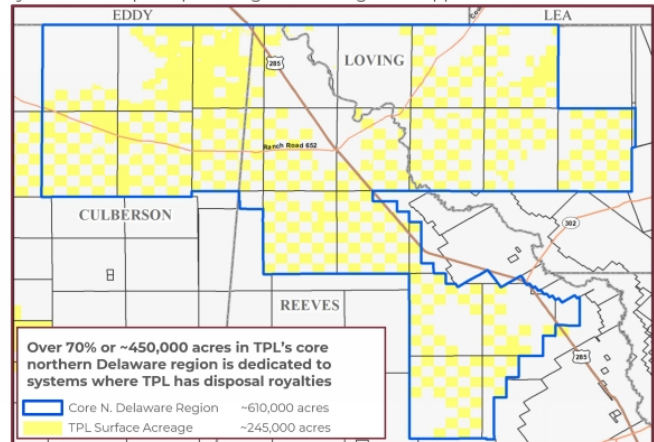 EDDY
LEA
285
LOVING
Ranch Road 652
CULBERSON
302
REEVES
285
Over 70% or ~450,000 acres in TPL's core
northern Delaware region is dedicated to
systems where TPL has disposal royalties
Core N. Delaware Region ~610,000 acres
TPL Surface Acreage ~245,000 acres